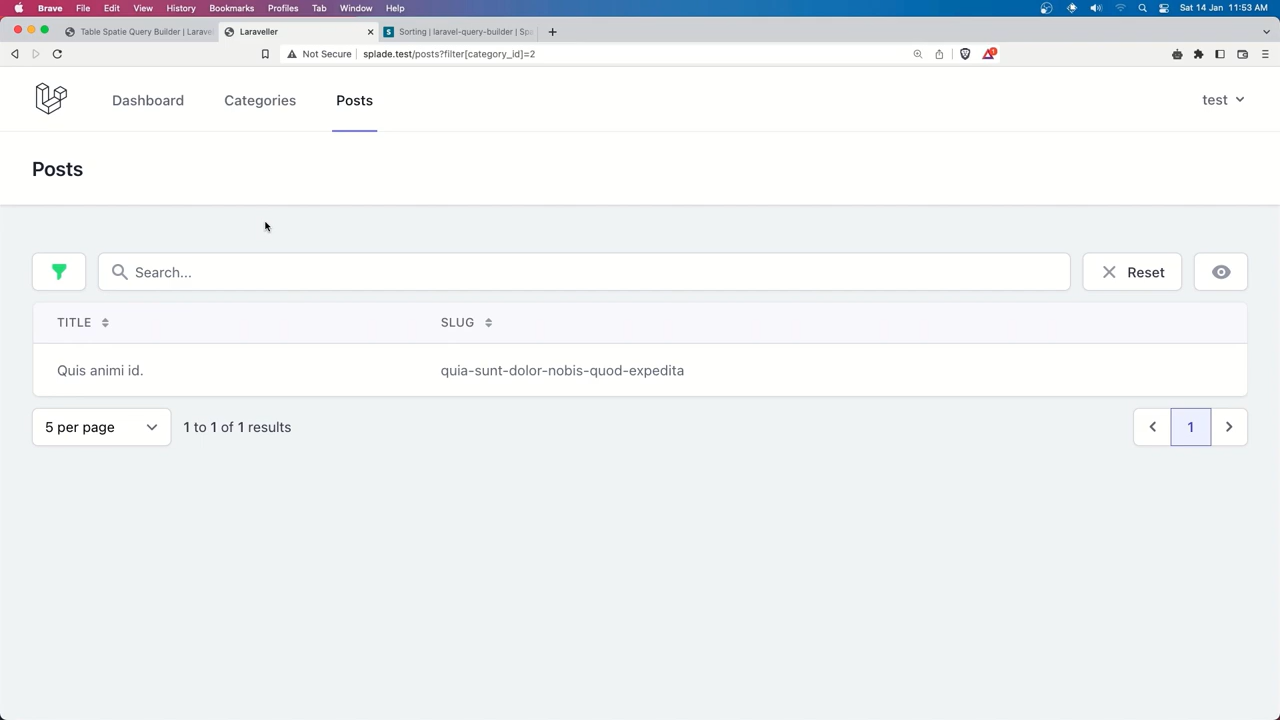 Brave File Edit View History Bookmarks Profiles Tab Window Help Sat 14 Jan 11:53 AM
Table Spatie Query Builder | Larave Laraveller Sorting | laravel-query-builder | Spa
Not Secure splade.test/posts?filter[category_id]=2
Dashboard Categories Posts test
Posts
Search... Reset
TITLE SLUG
Quis animi id. quia-sunt-dolor-nobis-quod-expedita
5 per page 1 to 1 of 1 results 1